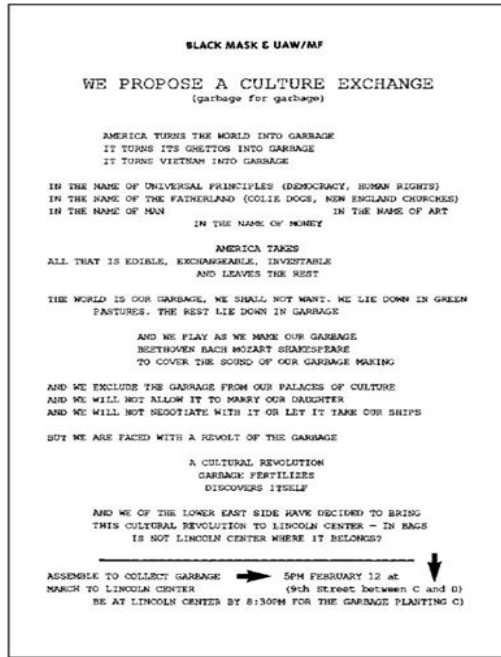 BLACK MASK & UAW/MF
WE PROPOSE A CULTURE EXCHANGE
(garbage for garbage)
AMERICA TURNS THE WORLD INTO GARBAGE
IT TURNS ITS GHETTOS INTO GARBAGE
IT TURNS VIETNAM INTO GARBAGE
IN THE NAME OF UNIVERSAL PRINCIPLES (DEMOCRACY, HUMAN RIGHTS)
IN THE NAME OF THE FATHERLAND (COLIE DOGS, NEW ENGLAND CHURCHES)
IN THE NAME OF MAN IN THE NAME OF ART
IN THE NAME OF MONEY
AMERICA TAKES
ALL THAT IS EDIBLE, EXCHANGEABLE, INVESTABLE
AND LEAVES THE REST
THE WORLD IS OUR GARBAGE, WE SHALL NOT WANT. WE LIE DOWN IN GREEN
PASTURES. THE REST LIE DOWN IN GARBAGE
AND WE PLAY AS WE MAKE OUR GARBAGE
BEETHOVEN BACH MOZART SHAKESPEARE
TO COVER THE SOUND OF OUR GARBAGE MAKING
AND WE EXCLUDE THE GARBAGE FROM OUR PALACES OF CULTURE
AND WE WILL NOT ALLOW IT TO MARRY OUR DAUGHTER
AND WE WILL NOT NEGOTIATE WITH IT OR LET IT TAKE OUR SHIPS
BUT WE ARE FACED WITH A REVOLT OF THE GARBAGE
A CULTURAL REVOLUTION
GARBAGE FERTILIZES
DISCOVERS ITSELF
AND WE OF THE LOWER EAST SIDE HAVE DECIDED TO BRING
THIS CULTURAL REVOLUTION TO LINCOLN CENTER — IN BAGS
IS NOT LINCOLN CENTER WHERE IT BELONGS?
ASSEMBLE TO COLLECT GARBAGE 5PM FEBRUARY 12 at
MARCH TO LINCOLN CENTER (9th Street between C and D)
BE AT LINCOLN CENTER BY 8:30PM FOR THE GARBAGE PLANTING C)